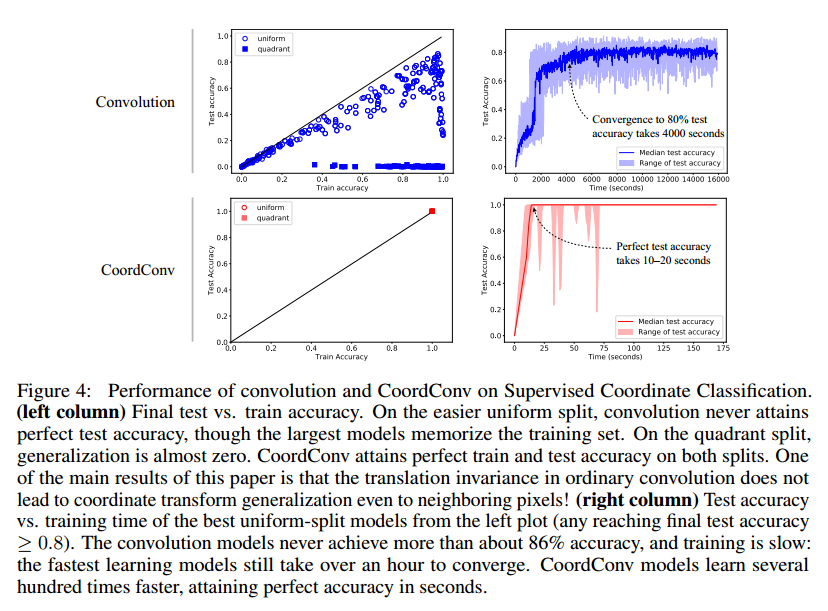 Convolution
1.0
0.8
0.6
0.4
0.2
0.0
Test accuracy
uniform
quadrant
0.0 0.2 0.4 0.6 0.8 1.0
Train accuracy
0.8
0.6
0.4
0.2
0.0
Test Accuracy
Convergence to 80% test
accuracy takes 4000 seconds
Median test accuracy
Range of test accuracy
0 2000 4000 6000 8000 10000 12000 14000 16000
Time (seconds)
CoordConv
1.0
0.8
0.6
0.4
0.2
0.0
Test Accuracy
uniform
quadrant
0.0 0.2 0.4 0.6 0.8 1.0
Train Accuracy
1.0
0.8
0.6
0.4
0.2
0.0
Test Accuracy
Perfect test accuracy
takes 10–20 seconds
Median test accuracy
Range of test accuracy
0 25 50 75 100 125 150 175
Time (seconds)
Figure 4: Performance of convolution and CoordConv on Supervised Coordinate Classification.
(left column) Final test vs. train accuracy. On the easier uniform split, convolution never attains
perfect test accuracy, though the largest models memorize the training set. On the quadrant split,
generalization is almost zero. CoordConv attains perfect train and test accuracy on both splits. One
of the main results of this paper is that the translation invariance in ordinary convolution does not
lead to coordinate transform generalization even to neighboring pixels! (right column) Test accuracy
vs. training time of the best uniform-split models from the left plot (any reaching final test accuracy
≥ 0.8). The convolution models never achieve more than about 86% accuracy, and training is slow:
the fastest learning models still take over an hour to converge. CoordConv models learn several
hundred times faster, attaining perfect accuracy in seconds.